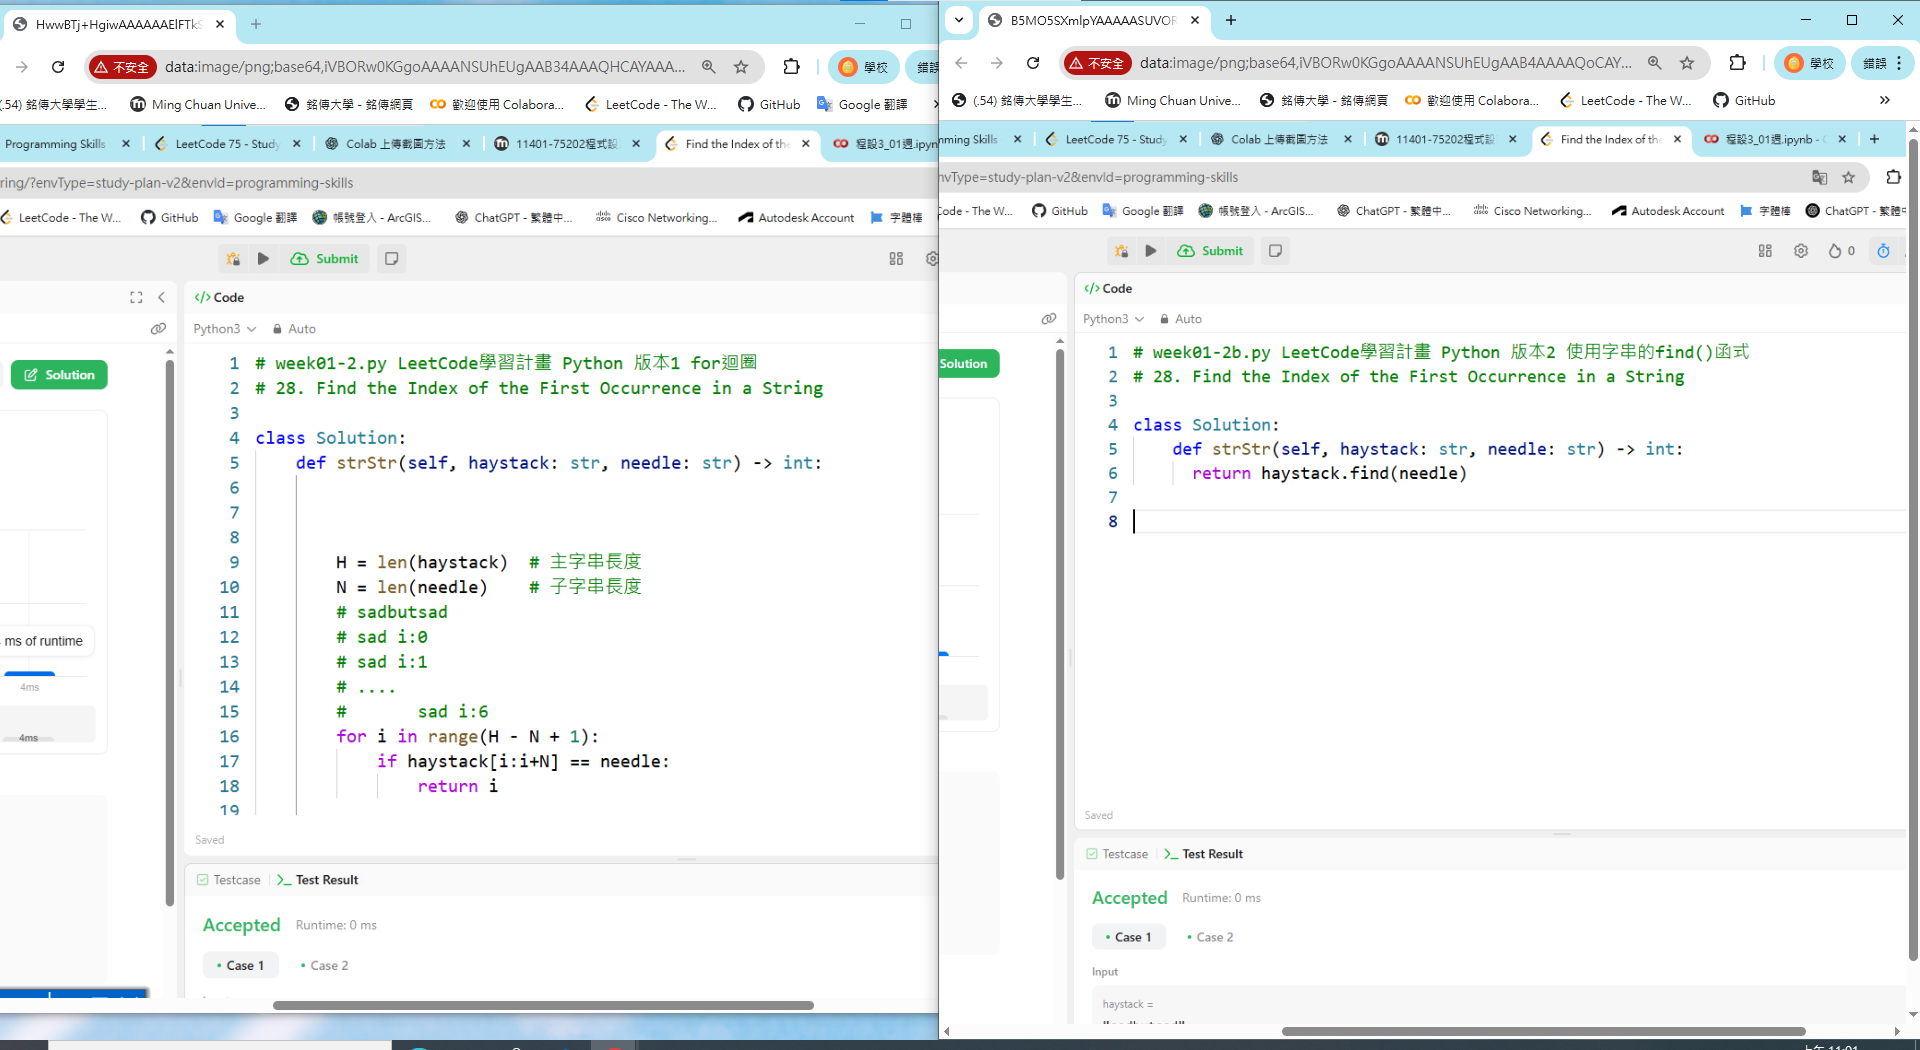 HwwBTj+HgiwAAAAAAElFTkS
不安全
data:image/png;base64,iVBORw0KGgoAAAANSUhEUgAAB34AAAQHCAYAAA...
學校
.54) 銘傳大學學生...
Ming Chuan Unive...
銘傳大學 - 銘傳網頁
歡迎使用 Colabora...
LeetCode - The W...
GitHub
Google 翻譯
Programming Skills
LeetCode 75 - Study
Colab 上傳截圖方法
11401-75202程式設
Find the Index of the
程設3_01週.ipyn
ring/?envType=study-plan-v2&envId=programming-skills
LeetCode - The W...
GitHub
Google 翻譯
帳號登入 - ArcGIS...
ChatGPT - 繁體中...
Cisco Networking...
Autodesk Account
字體棒
Submit
Code
Python3
Auto
Solution
1 # week01-2.py LeetCode學習計畫 Python 版本1 for迴圈
2 # 28. Find the Index of the First Occurrence in a String
3
4 class Solution:
5 def strStr(self, haystack: str, needle: str) -> int:
6
7
8
9 H = len(haystack) # 主字串長度
10 N = len(needle) # 子字串長度
11 # sadbutsad
12 # sad i:0
13 # sad i:1
14 # ....
15 # sad i:6
16 for i in range(H - N + 1):
17 if haystack[i:i+N] == needle:
18 return i
19
ms of runtime
4ms
4ms
Saved
Testcase
Test Result
Accepted
Runtime: 0 ms
Case 1
Case 2
B5MO5SXmlpYAAAAASUVOR
不安全
data:image/png;base64,iVBORw0KGgoAAAANSUhEUgAAB4AAAAQoCAY...
學校
錯誤
(.54) 銘傳大學學生...
Ming Chuan Unive...
銘傳大學 - 銘傳網頁
歡迎使用 Colabora...
LeetCode - The W...
GitHub
mming Skills
LeetCode 75 - Study
Colab 上傳截圖方法
11401-75202程式設
Find the Index of the
程設3_01週.ipynb -
nvType=study-plan-v2&envId=programming-skills
Code - The W...
GitHub
Google 翻譯
帳號登入 - ArcGIS...
ChatGPT - 繁體中...
Cisco Networking...
Autodesk Account
字體棒
ChatGPT - 繁體中
Submit
0
Code
Python3
Auto
Solution
1 # week01-2b.py LeetCode學習計畫 Python 版本2 使用字串的find()函式
2 # 28. Find the Index of the First Occurrence in a String
3
4 class Solution:
5 def strStr(self, haystack: str, needle: str) -> int:
6 return haystack.find(needle)
7
8
Saved
Testcase
Test Result
Accepted
Runtime: 0 ms
Case 1
Case 2
Input
haystack =